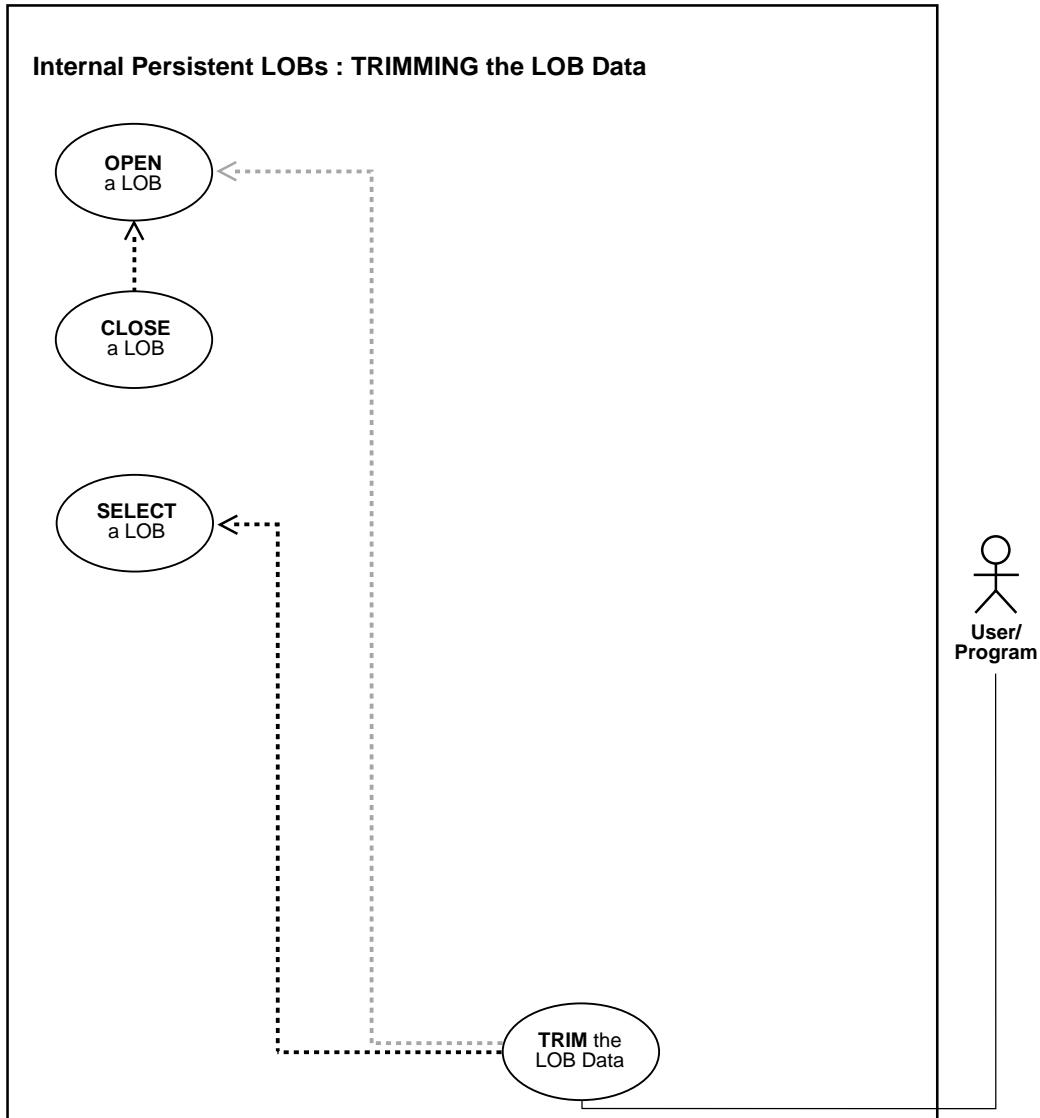 Internal Persistent LOBs : TRIMMING the LOB Data
OPEN
a LOB
CLOSE
a LOB
SELECT
a LOB
User/
Program
TRIM the
LOB Data